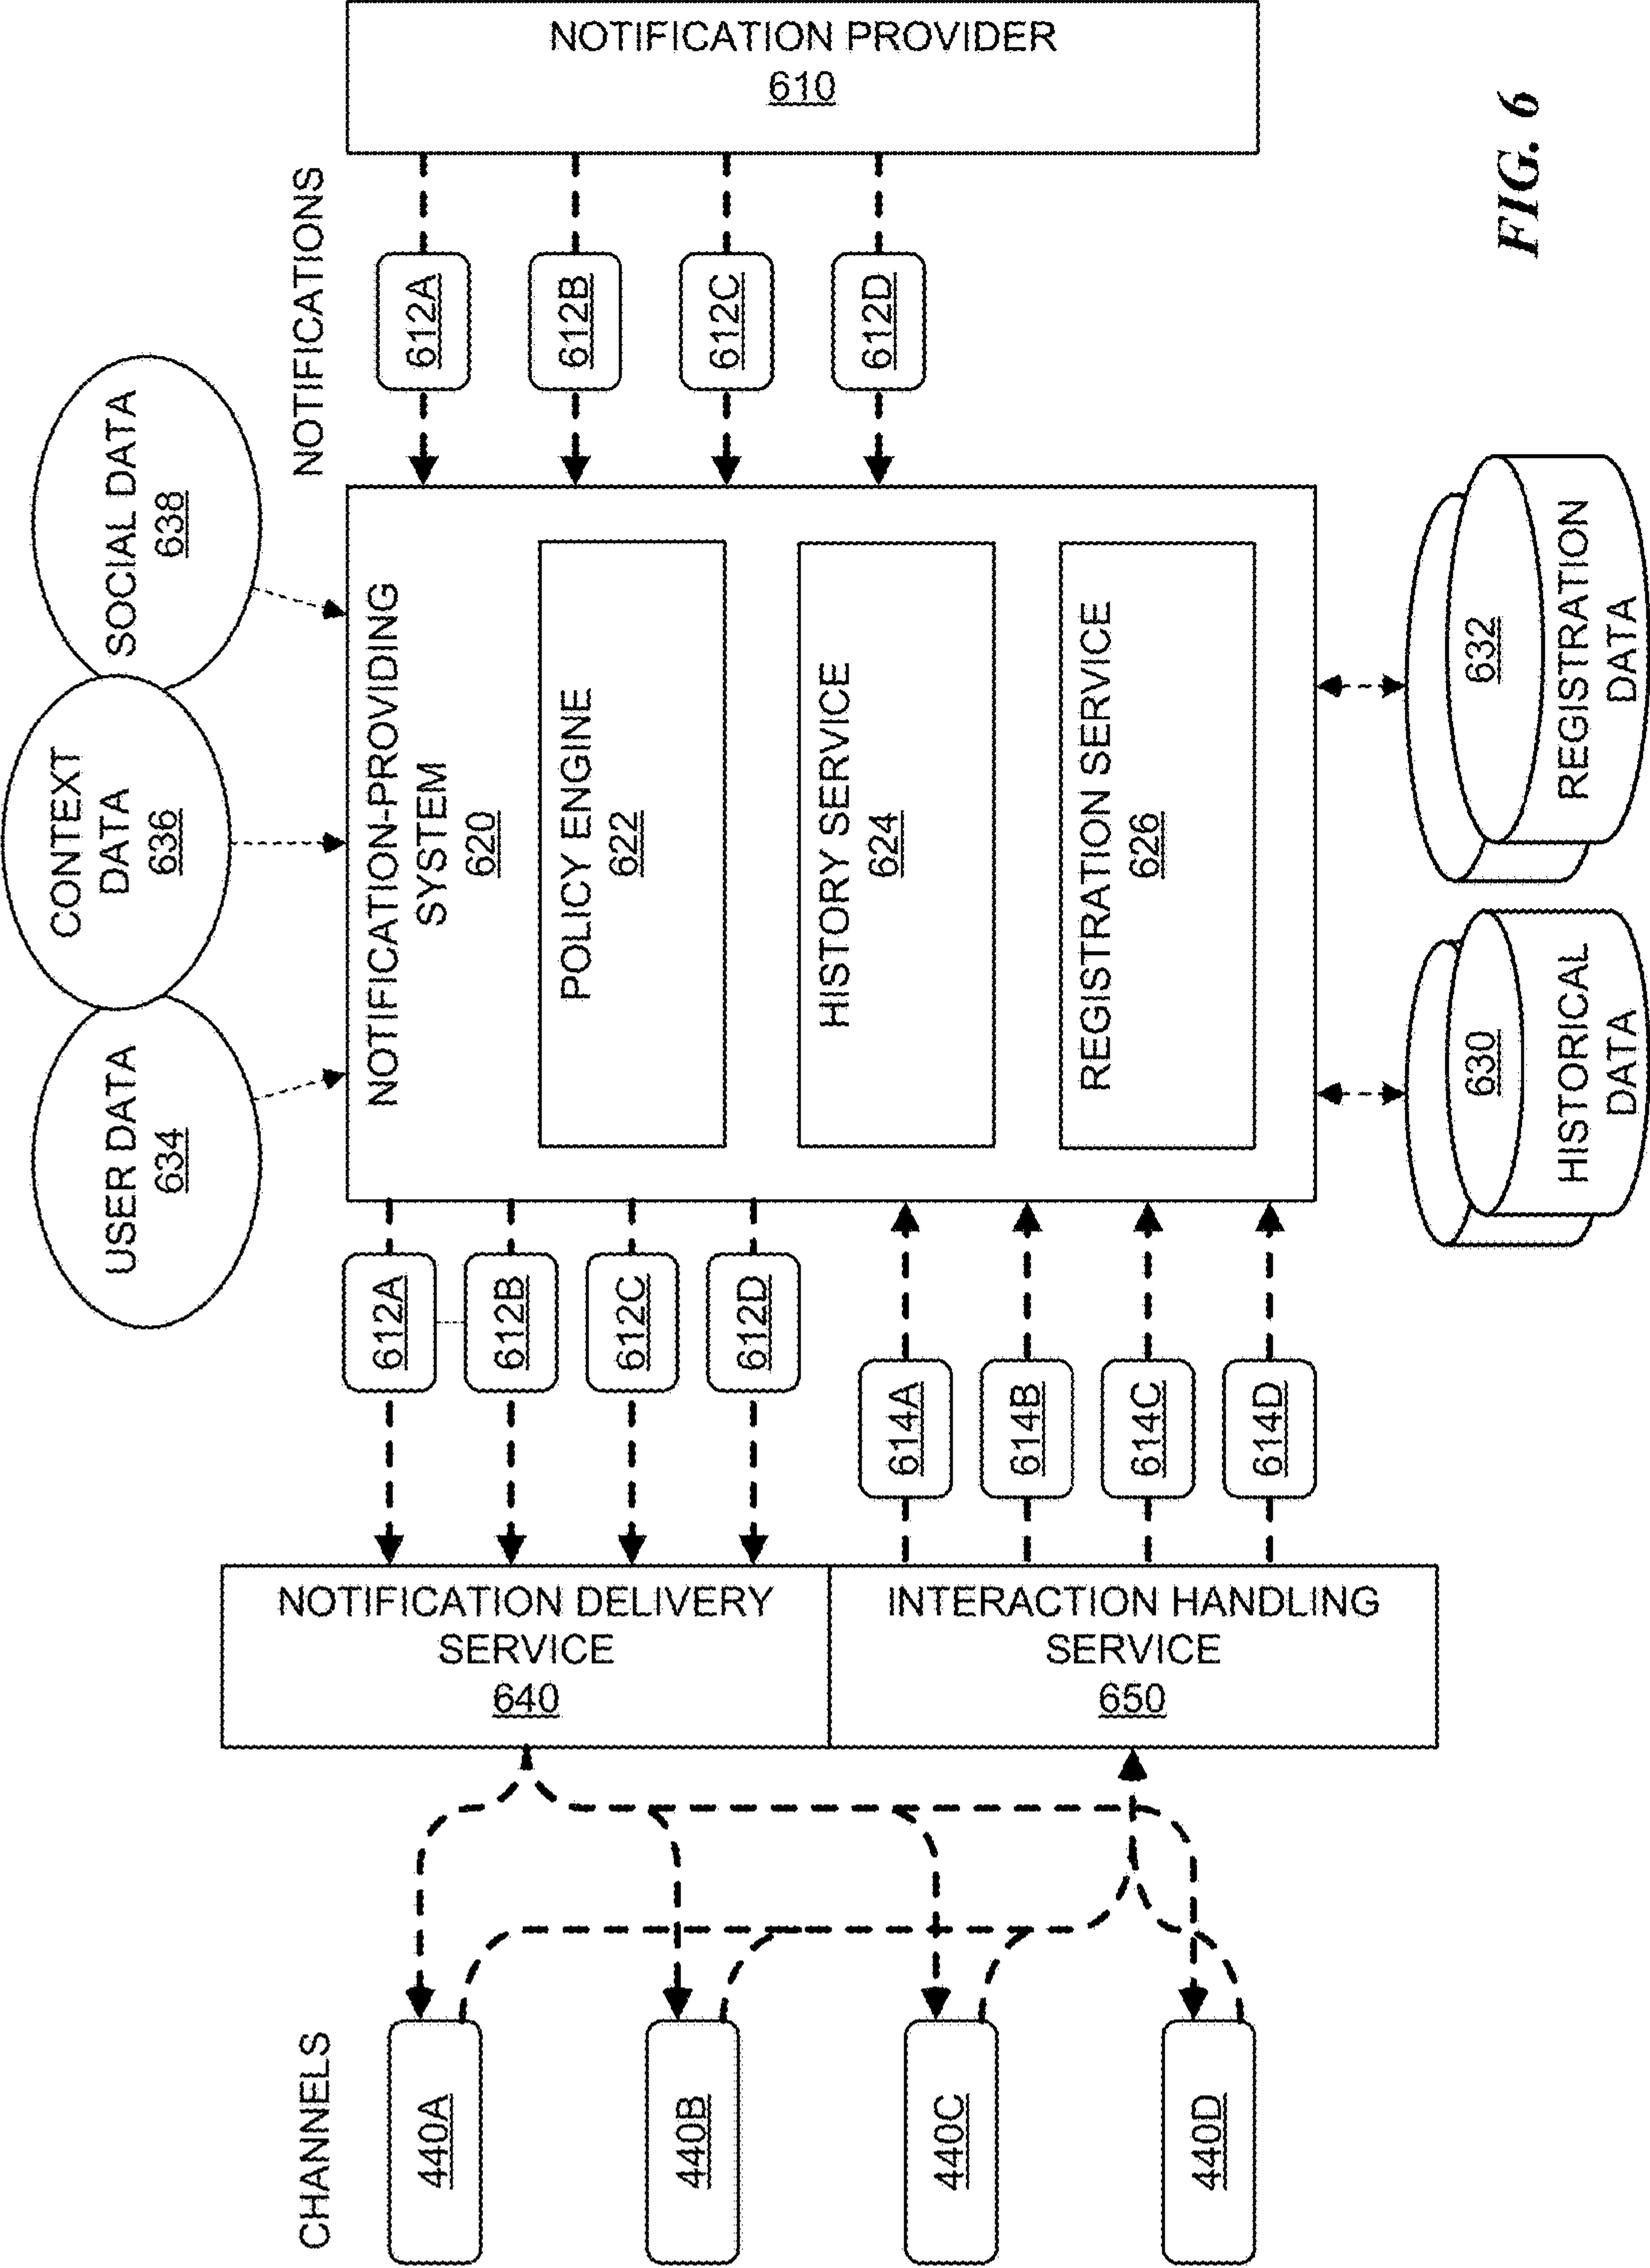 CHANNELS
440A
440B
440C
440D
NOTIFICATION DELIVERY
SERVICE
640
INTERACTION HANDLING
SERVICE
650
612A
612B
612C
612D
614A
614B
614C
614D
USER DATA
634
CONTEXT
DATA
636
SOCIAL DATA
638
NOTIFICATION-PROVIDING
SYSTEM
620
POLICY ENGINE
622
HISTORY SERVICE
624
REGISTRATION SERVICE
626
630
HISTORICAL
DATA
632
REGISTRATION
DATA
NOTIFICATIONS
612A
612B
612C
612D
NOTIFICATION PROVIDER
610
FIG. 6